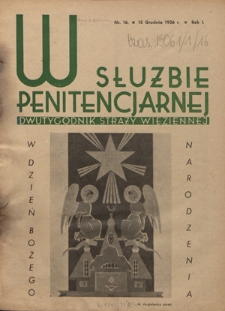 Nr. 16. • 15 Grudnia 1936 r. • Rok I.
W SŁUŻBIE
PENITENCJARNEJ
DWUTYGODNIK STRAŻY WIĘZIENNEJ
W DZIEŃ BOŻEGO
NARODZENIA